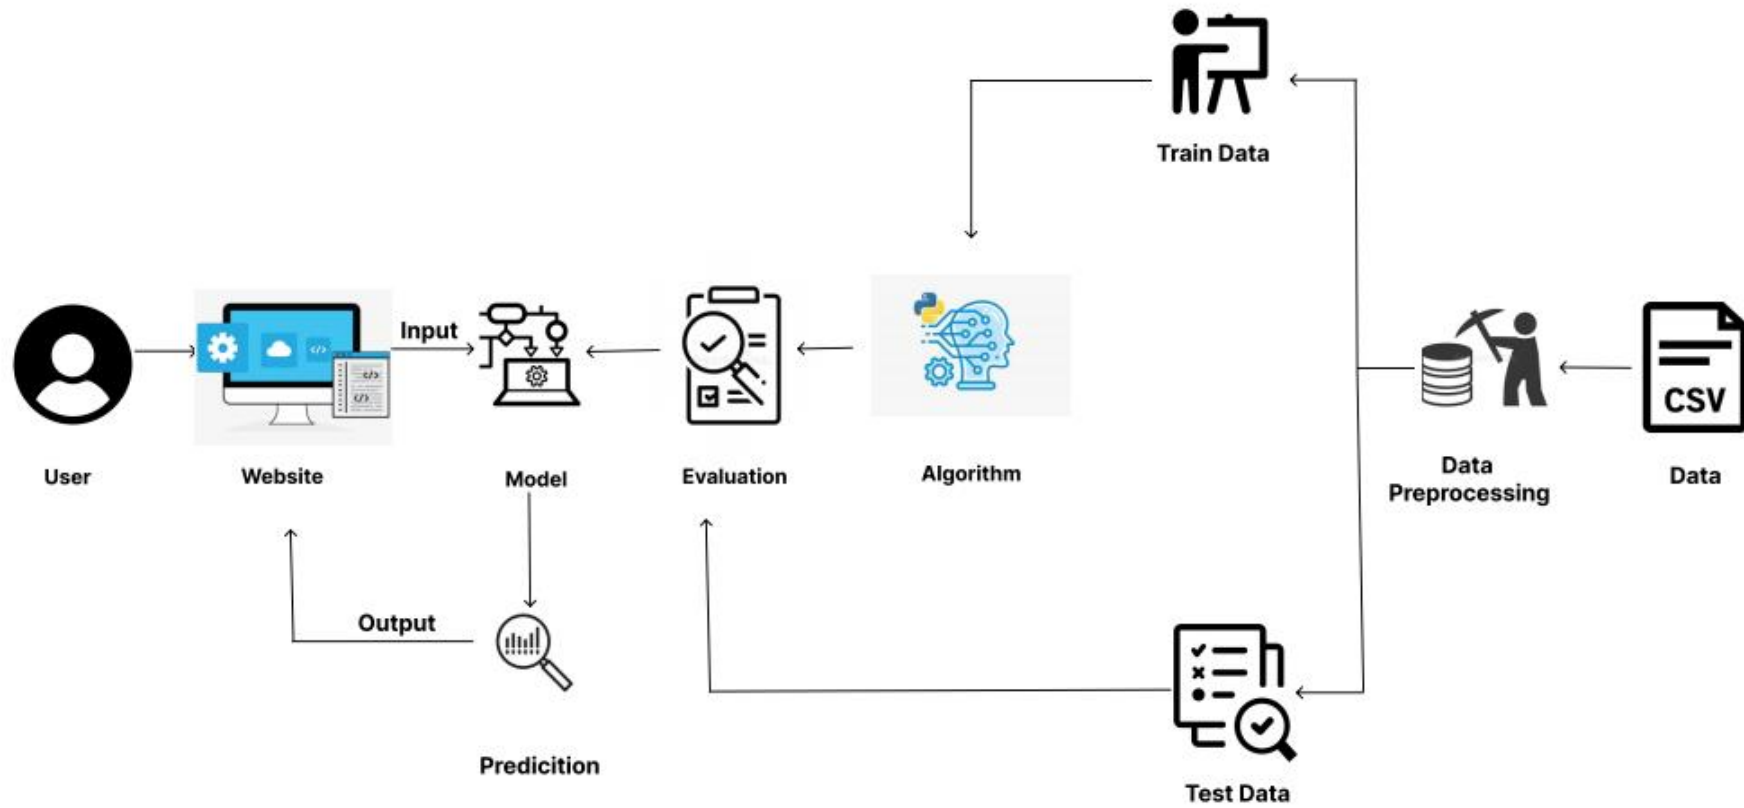 Train Data
Input
CSV
User
Website
Model
Evaluation
Algorithm
Data
Preprocessing
Data
Output
Predicition
Test Data